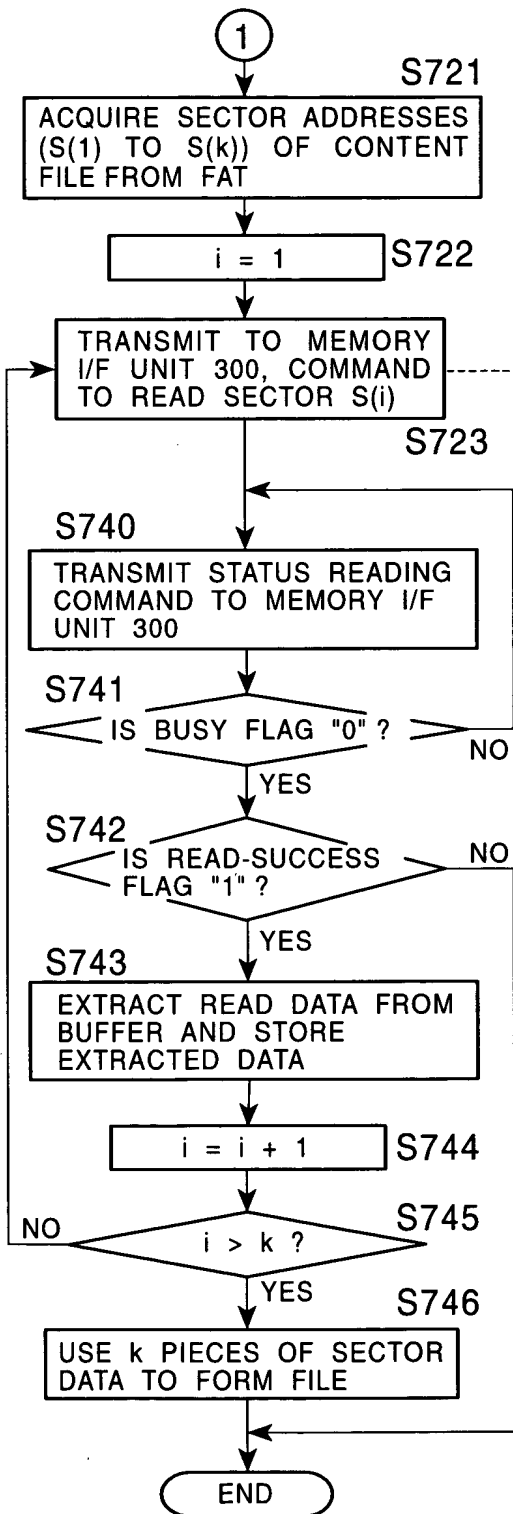 1
S721
ACQUIRE SECTOR ADDRESSES
(S(1) TO S(k)) OF CONTENT
FILE FROM FAT
i = 1
S722
TRANSMIT TO MEMORY
I/F UNIT 300, COMMAND
TO READ SECTOR S(i)
S723
S740
TRANSMIT STATUS READING
COMMAND TO MEMORY I/F
UNIT 300
S741
IS BUSY FLAG "0" ?
NO
YES
S742
IS READ-SUCCESS
FLAG "1" ?
NO
YES
S743
EXTRACT READ DATA FROM
BUFFER AND STORE
EXTRACTED DATA
i = i + 1
S744
S745
NO
i > k ?
YES
S746
USE k PIECES OF SECTOR
DATA TO FORM FILE
END